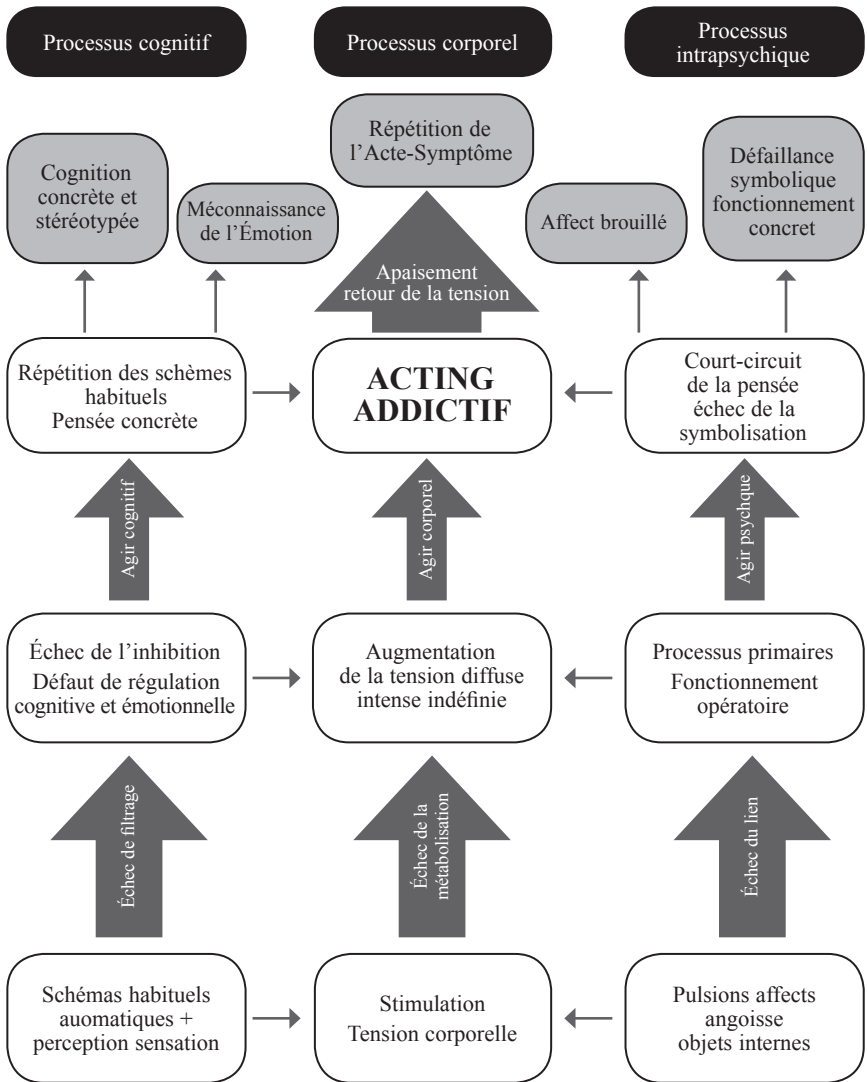 Processus cognitif
Processus corporel
Processus
intrapsychique
Cognition
concrète et
stéréotypée
Méconnaissance
de l’Émotion
Répétition de
l’Acte-Symptôme
Affect brouillé
Défaillance
symbolique
fonctionnement
concret
Apaisement
retour de la tension
Répétition des schèmes
habituels
Pensée concrète
ACTING
ADDICTIF
Court-circuit
de la pensée
échec de la
symbolisation
Agir cognitif
Agir corporel
Agir psychque
Échec de l’inhibition
Défaut de régulation
cognitive et émotionnelle
Augmentation
de la tension diffuse
intense indéfinie
Processus primaires
Fonctionnement
opératoire
Échec de filtrage
Échec de la
métabolisation
Échec du lien
Schémas habituels
auomatiques +
perception sensation
Stimulation
Tension corporelle
Pulsions affects
angoisse
objets internes